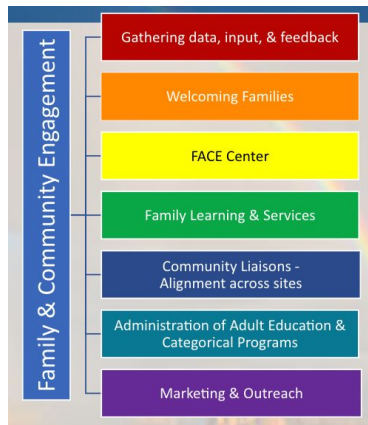 Family & Community Engagement
Gathering data, input, & feedback
Welcoming Families
FACE Center
Family Learning & Services
Community Liaisons -
Alignment across sites
Administration of Adult Education &
Categorical Programs
Marketing & Outreach